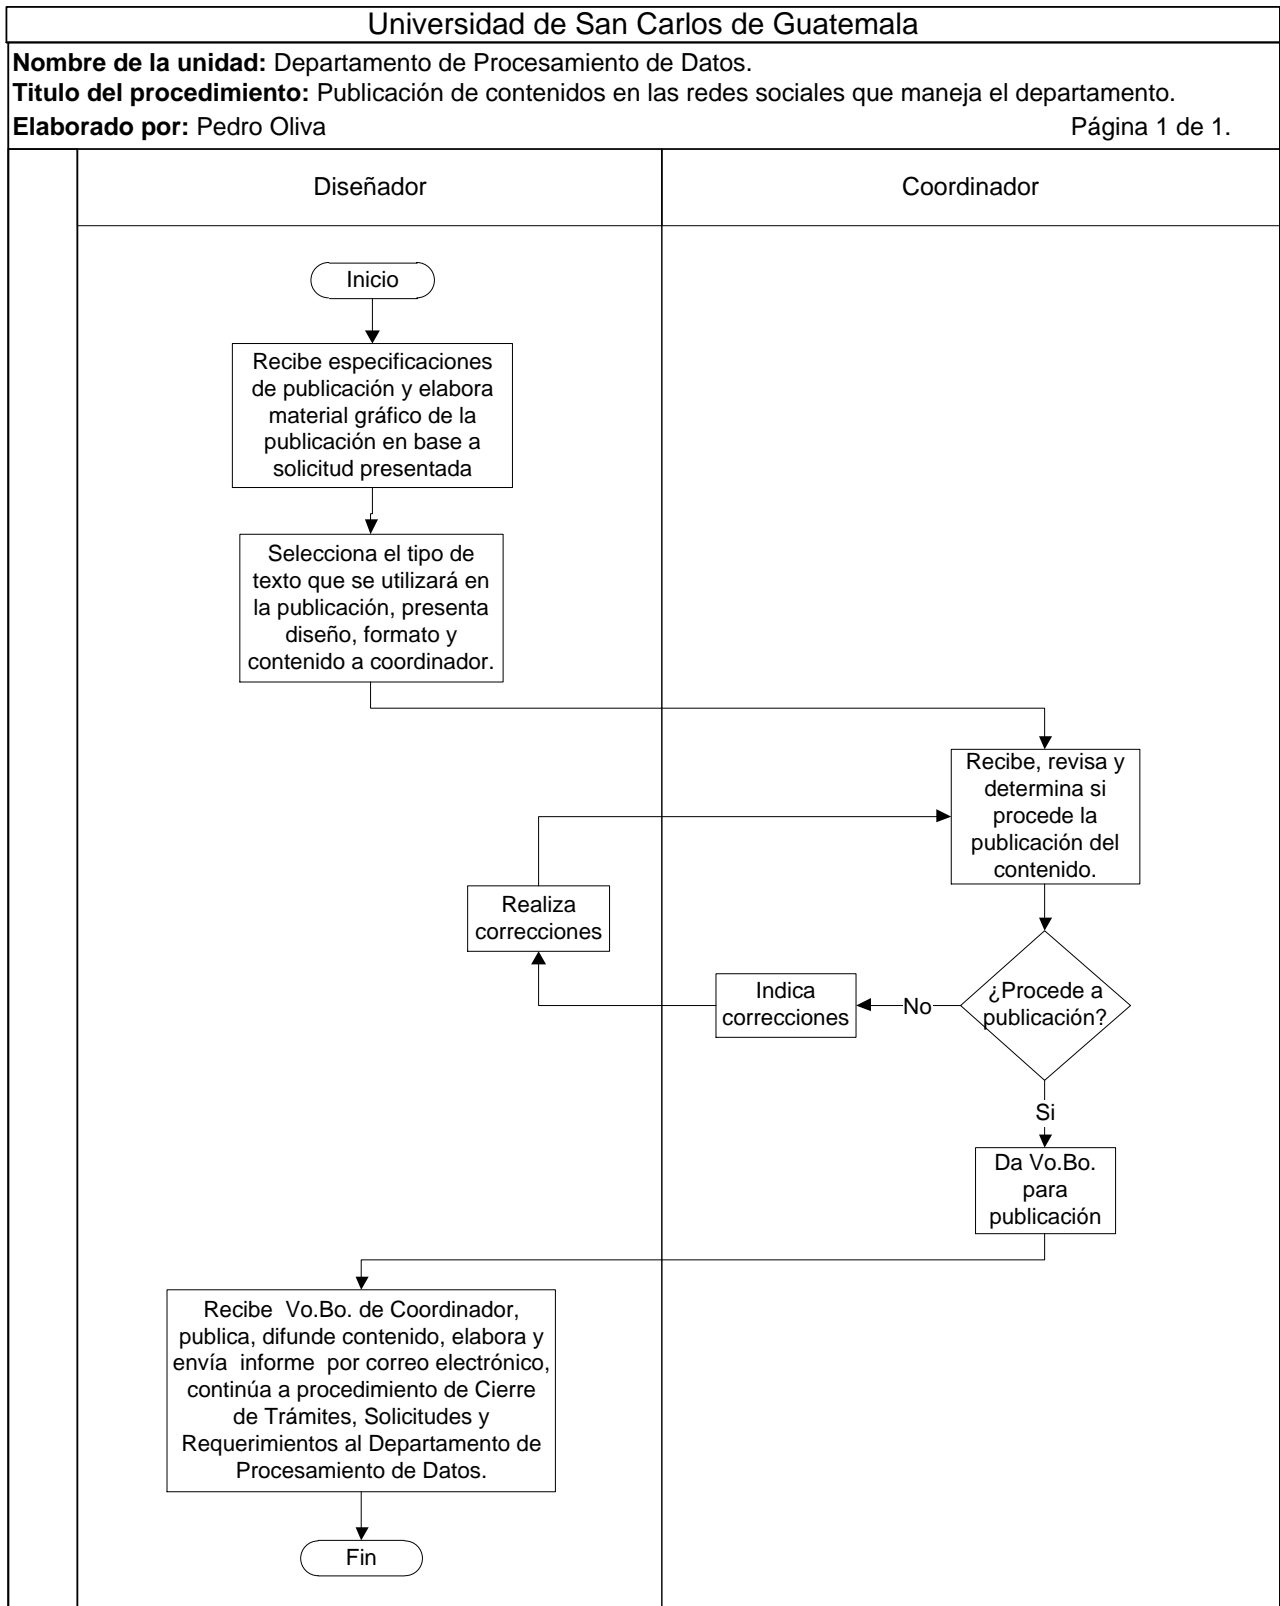 Universidad de San Carlos de Guatemala
Nombre de la unidad: Departamento de Procesamiento de Datos.
Titulo del procedimiento: Publicación de contenidos en las redes sociales que maneja el departamento.
Elaborado por: Pedro Oliva
Página 1 de 1.
Diseñador
Coordinador
Inicio
Recibe especificaciones
de publicación y elabora
material gráfico de la
publicación en base a
solicitud presentada
Selecciona el tipo de
texto que se utilizará en
la publicación, presenta
diseño, formato y
contenido a coordinador.
Recibe, revisa y
determina si
procede la
publicación del
contenido.
Realiza
correcciones
Indica
correcciones
No
¿Procede a
publicación?
Si
Da Vo.Bo.
para
publicación
Recibe  Vo.Bo. de Coordinador,
publica, difunde contenido, elabora y
envía  informe  por correo electrónico,
continúa a procedimiento de Cierre
de Trámites, Solicitudes y
Requerimientos al Departamento de
Procesamiento de Datos.
Fin